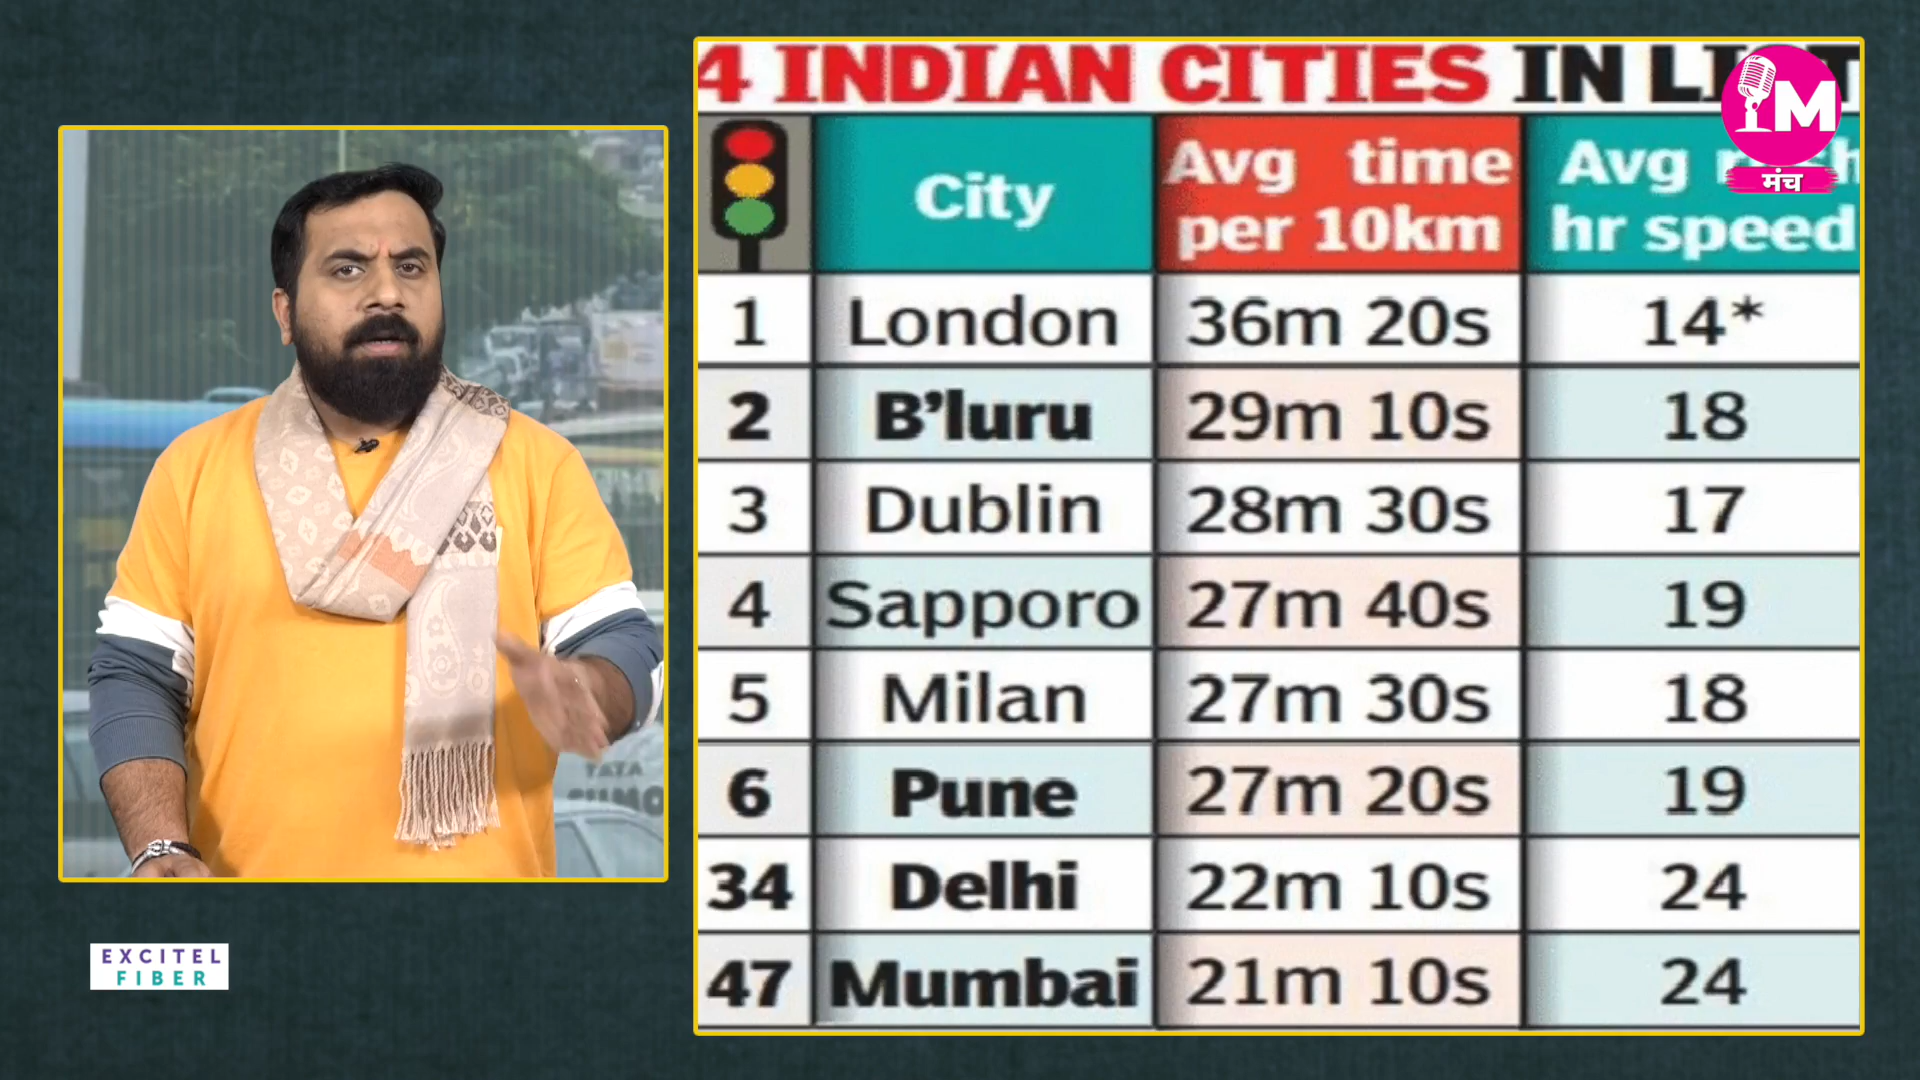 4 INDIAN CITIES IN LI
M
मंच
City
Avg time
per 10km
Avg
hr speed
1 London 36m 20s 14*
2 B'luru 29m 10s 18
3 Dublin 28m 30s 17
4 Sapporo 27m 40s 19
5 Milan 27m 30s 18
6 Pune 27m 20s 19
34 Delhi 22m 10s 24
47 Mumbai 21m 10s 24
TATA
SUMO
EXCITEL
FIBER